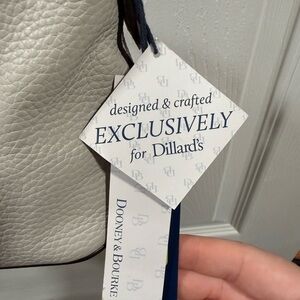 designed & crafted
EXCLUSIVELY
for Dillard's
DOONEY & BOURKE